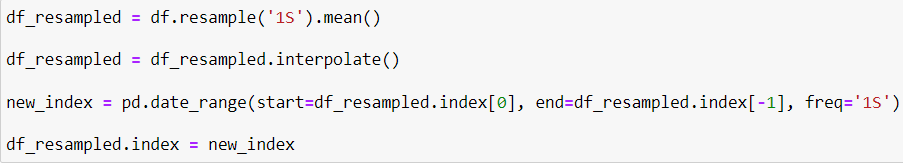 df_resampled = df.resample('1S').mean()
df_resampled = df_resampled.interpolate()
new_index = pd.date_range(start=df_resampled.index[0], end=df_resampled.index[-1], freq='1S')
df_resampled.index = new_index